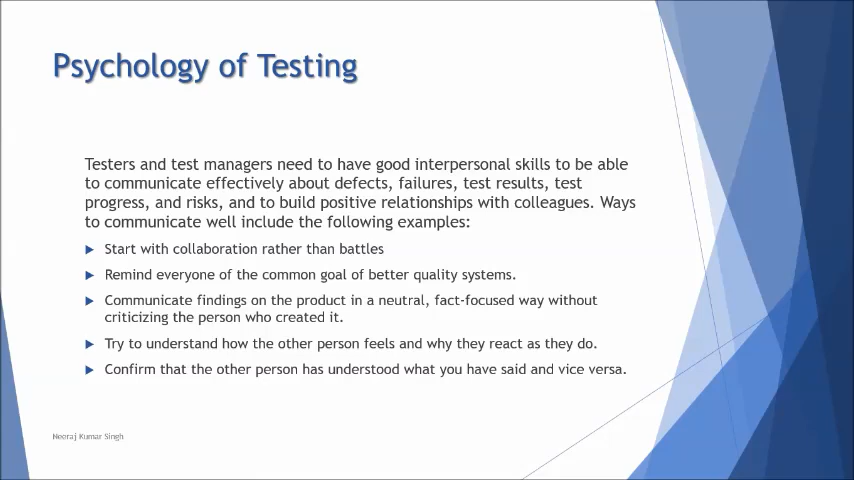 Psychology of Testing
Testers and test managers need to have good interpersonal skills to be able
to communicate effectively about defects, failures, test results, test
progress, and risks, and to build positive relationships with colleagues. Ways
to communicate well include the following examples:
Start with collaboration rather than battles
Remind everyone of the common goal of better quality systems.
Communicate findings on the product in a neutral, fact-focused way without
criticizing the person who created it.
Try to understand how the other person feels and why they react as they do.
Confirm that the other person has understood what you have said and vice versa.
Neeraj Kumar Singh